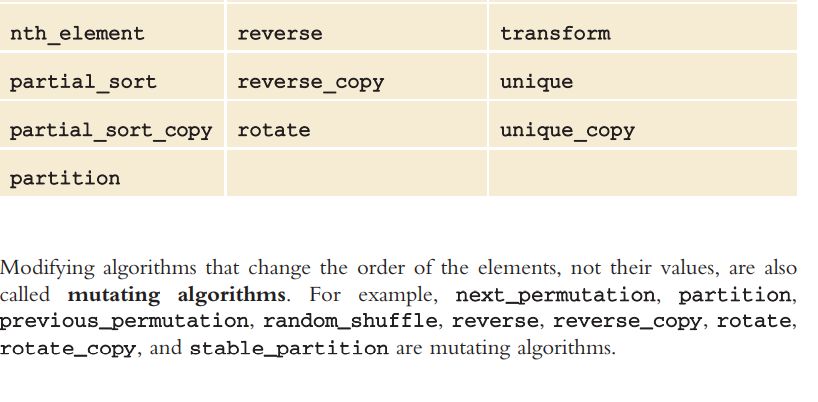 nth_element reverse transform
partial_sort reverse_copy unique
partial_sort_copy rotate unique_copy
partition
Modifying algorithms that change the order of the elements, not their values, are also
called mutating algorithms. For example, next_permutation, partition,
previous_permutation, random_shuffle, reverse, reverse_copy, rotate,
rotate_copy, and stable_partition are mutating algorithms.